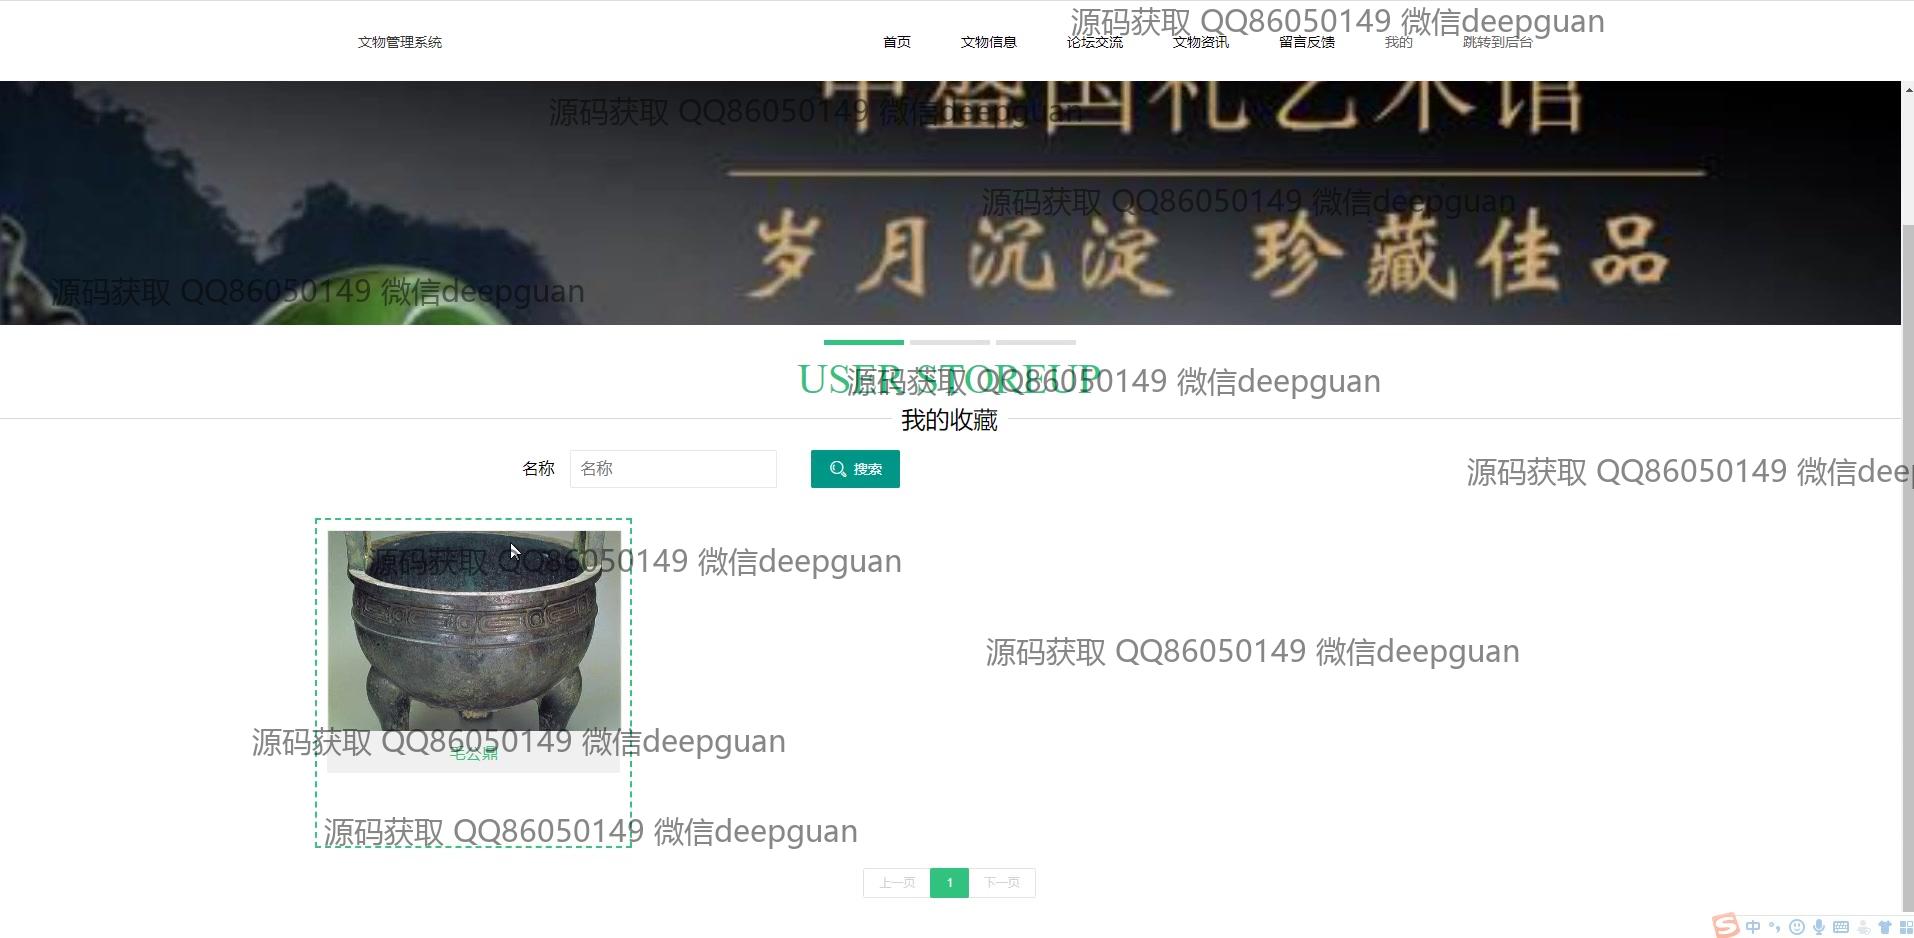 源码获取 QQ86050149 微信deepguan
文物管理系统
首页
文物信息
论坛交流
文物资讯
留言反馈
我的
跳转到后台
中盛国礼艺术馆
源码获取 QQ86050149 微信deepguan
源码获取 QQ86050149 微信deepguan
岁月沉淀 珍藏佳品
源码获取 QQ86050149 微信deepguan
USER STOREUP
源码获取 QQ86050149 微信deepguan
我的收藏
名称
名称
搜索
源码获取 QQ86050149 微信deep
源码获取 QQ86050149 微信deepguan
源码获取 QQ86050149 微信deepguan
源码获取 QQ86050149 微信deepguan
毛公鼎
源码获取 QQ86050149 微信deepguan
上一页
1
下一页
S 中